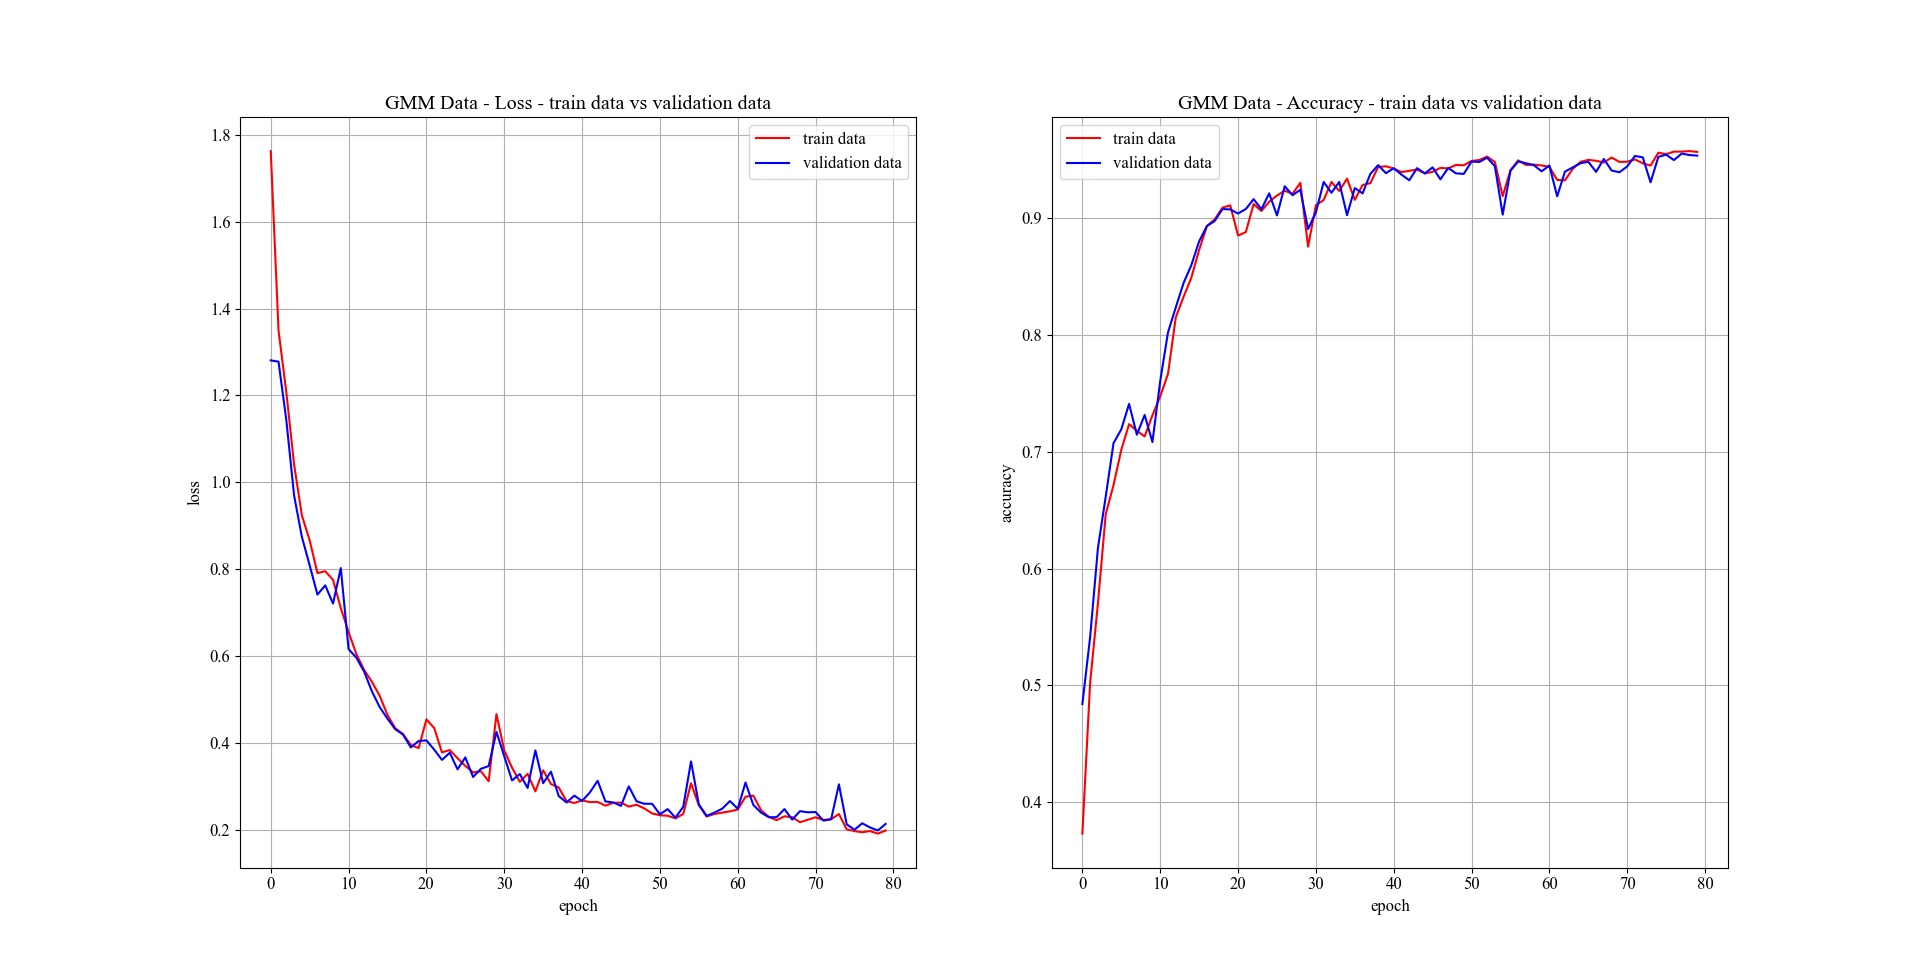 GMM Data - Loss - train data vs validation data
1.8
1.6
1.4
1.2
1.0
0.8
0.6
0.4
0.2
loss
train data
validation data
0 10 20 30 40 50 60 70 80
epoch
GMM Data - Accuracy - train data vs validation data
train data
validation data
0.9
0.8
0.7
0.6
0.5
0.4
accuracy
0 10 20 30 40 50 60 70 80
epoch